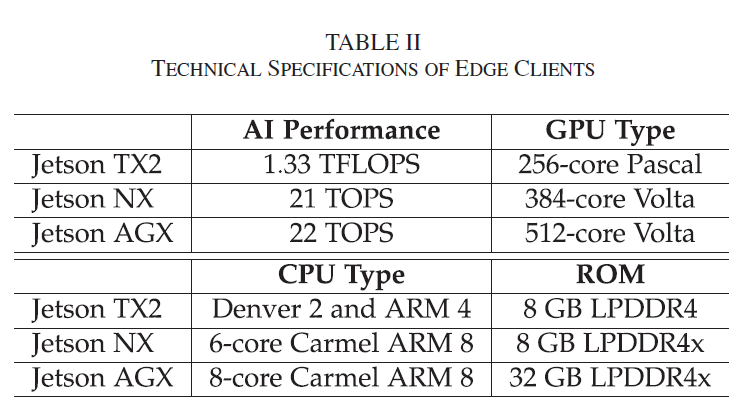 TABLE II
TECHNICAL SPECIFICATIONS OF EDGE CLIENTS
AI Performance GPU Type
Jetson TX2 1.33 TFLOPS 256-core Pascal
Jetson NX 21 TOPS 384-core Volta
Jetson AGX 22 TOPS 512-core Volta
CPU Type ROM
Jetson TX2 Denver 2 and ARM 4 8 GB LPDDR4
Jetson NX 6-core Carmel ARM 8 8 GB LPDDR4x
Jetson AGX 8-core Carmel ARM 8 32 GB LPDDR4x